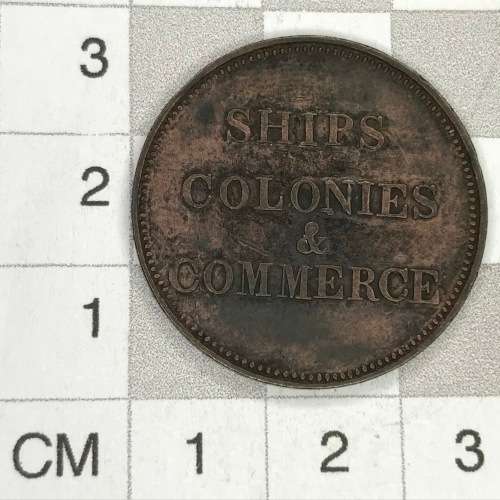 3
SHIPS
2
COLONIES
&
COMMERCE
1
CM 1 2 3